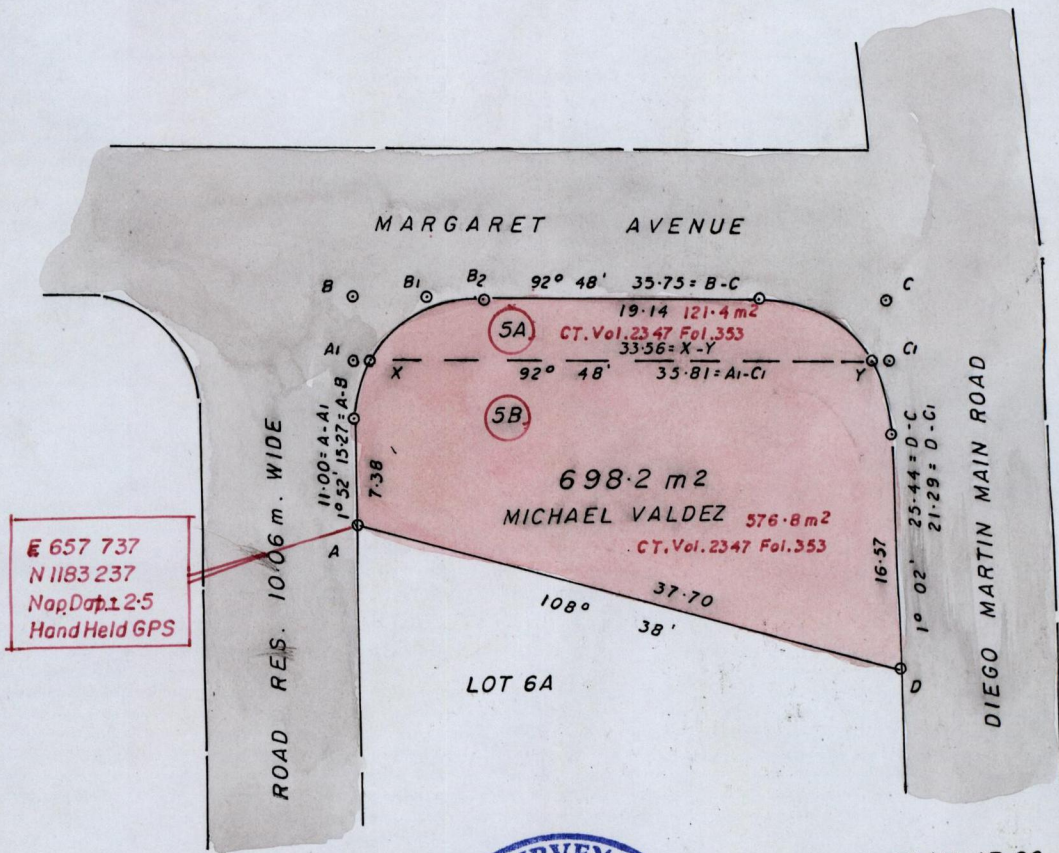 MARGARET AVENUE
B
B1
B2
92° 48' 35·75 = B-C
C
19·14 121·4 m2
5A
CT. Vol. 2347 Fol. 353
33·56 = X-Y
A1
X
92° 48' 35·81 = A1-C1
Y
C1
5B
11·00 = A-A1
1° 52' 15·27 = A-B
7·38
698·2 m2
MICHAEL VALDEZ
576·8 m2
CT. Vol. 2347 Fol. 353
A
E 657 737
N 1183 237
2·5
Hand Held GPS
ROAD RES. 10·06 m. WIDE
37·70
108° 38'
16·57
25·44 = D-C
21·29 = D-C1
1° 02'
D
DIEGO MARTIN MAIN ROAD
LOT 6A